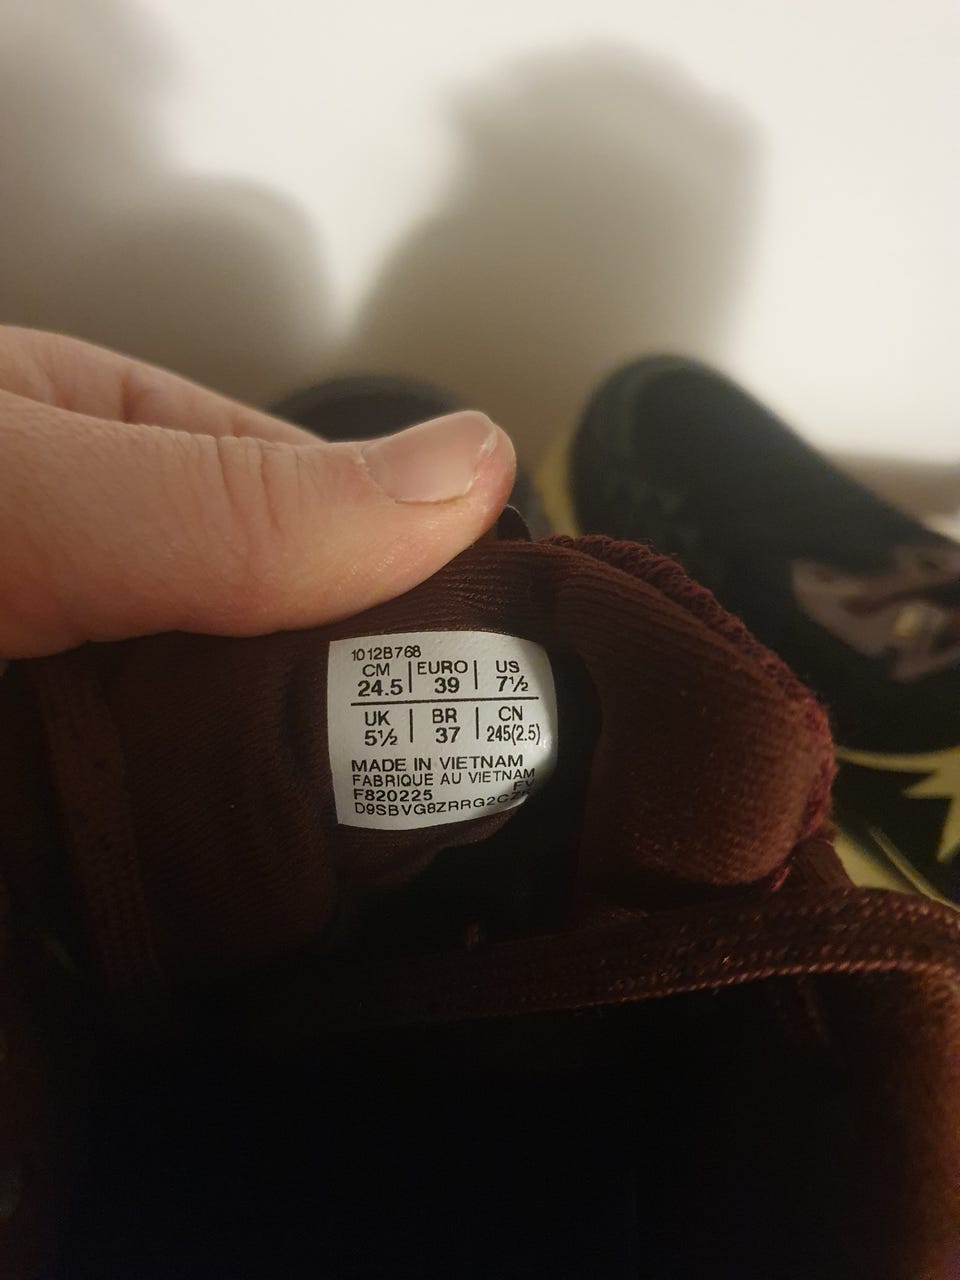 1012B768
CM EURO US
24.5 39 7½
UK BR CN
5½ 37 245(2.5)
MADE IN VIETNAM
FABRIQUE AU VIETNAM
F820225 FV